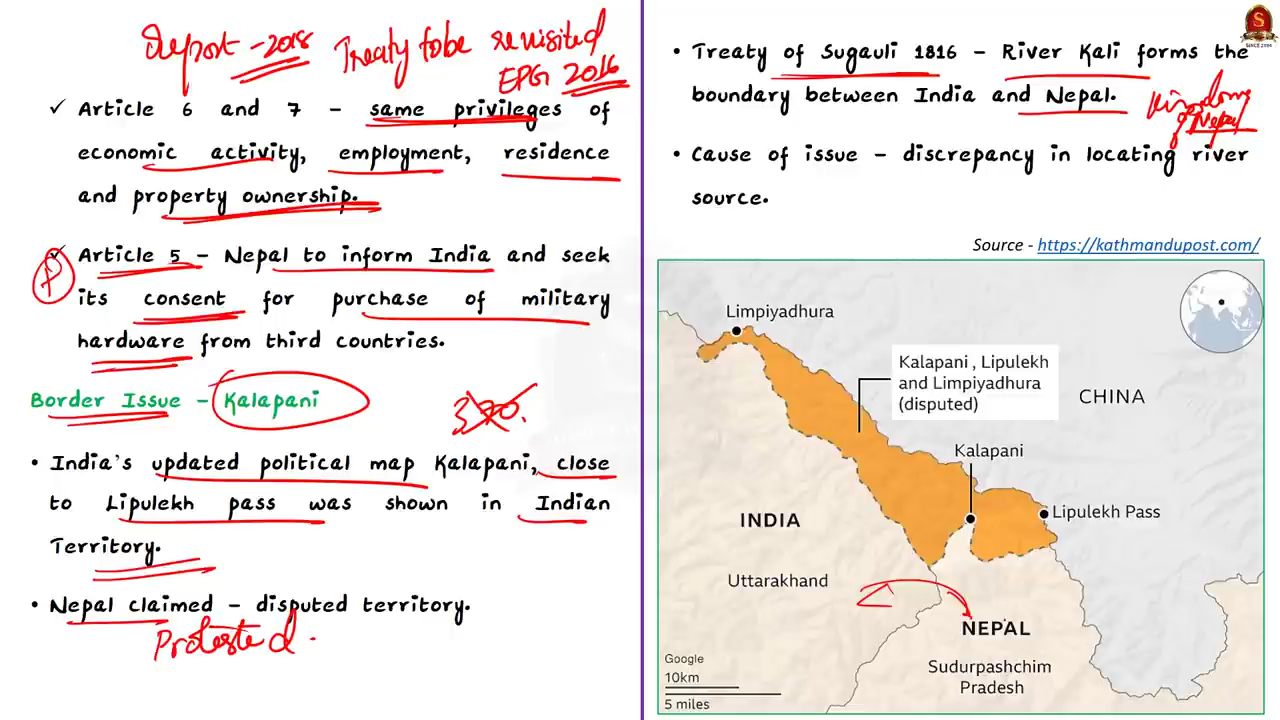 Report - 2018 Treaty to be revisited
EPG 2016
✓ Article 6 and 7 - same privileges of
economic activity, employment, residence
and property ownership.
✓ Article 5 - Nepal to inform India and seek
its consent for purchase of military
hardware from third countries.
Border Issue - Kalapani
370.
• India's updated political map Kalapani, close
to Lipulekh pass was shown in Indian
Territory.
• Nepal claimed - disputed territory.
Protested.
• Treaty of Sugauli 1816 - River Kali forms the
boundary between India and Nepal.
Kingdom
of Nepal
• Cause of issue - discrepancy in locating river
source.
Source - https://kathmandupost.com/
Limpiyadhura
Kalapani , Lipulekh
and Limpiyadhura
(disputed)
CHINA
Kalapani
Lipulekh Pass
INDIA
Uttarakhand
NEPAL
Sudurpashchim
Pradesh
Google
10km
5 miles
SINCE 2004